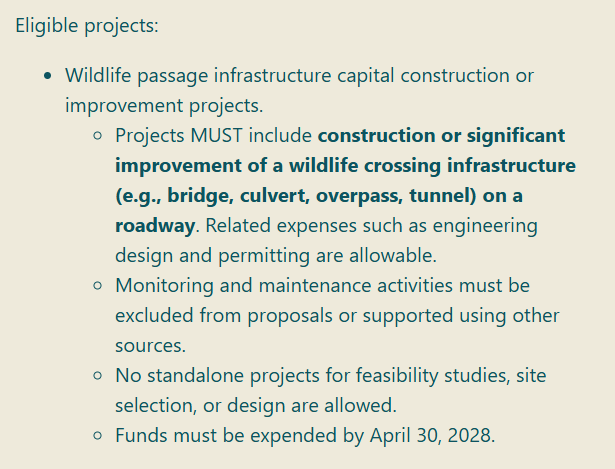 Eligible projects:
• Wildlife passage infrastructure capital construction or
improvement projects.
◦ Projects MUST include construction or significant
improvement of a wildlife crossing infrastructure
(e.g., bridge, culvert, overpass, tunnel) on a
roadway. Related expenses such as engineering
design and permitting are allowable.
◦ Monitoring and maintenance activities must be
excluded from proposals or supported using other
sources.
◦ No standalone projects for feasibility studies, site
selection, or design are allowed.
◦ Funds must be expended by April 30, 2028.